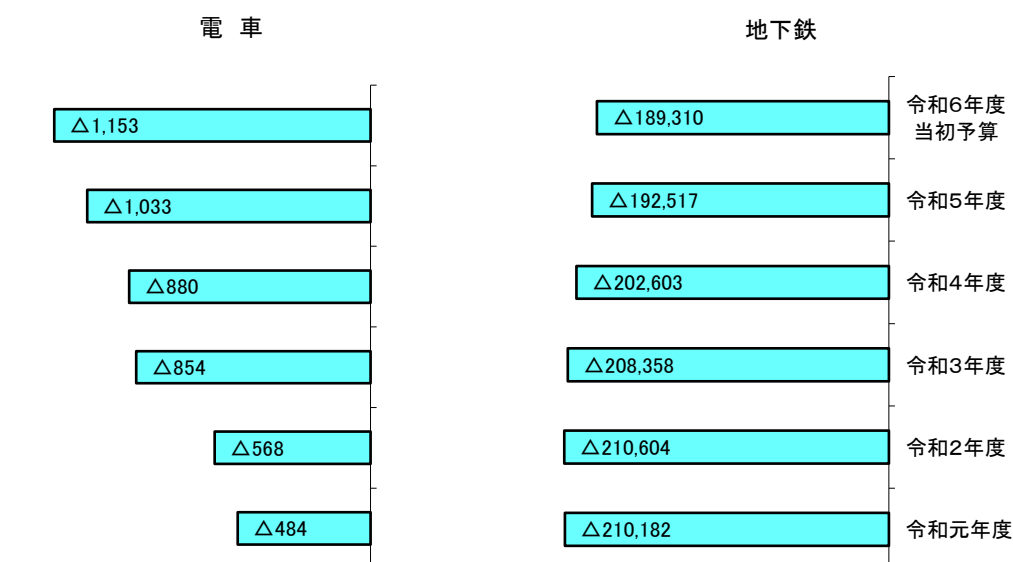 電 車
地下鉄
△1,153
△189,310
令和6年度
当初予算
△1,033
△192,517
令和5年度
△880
△202,603
令和4年度
△854
△208,358
令和3年度
△568
△210,604
令和2年度
△484
△210,182
令和元年度